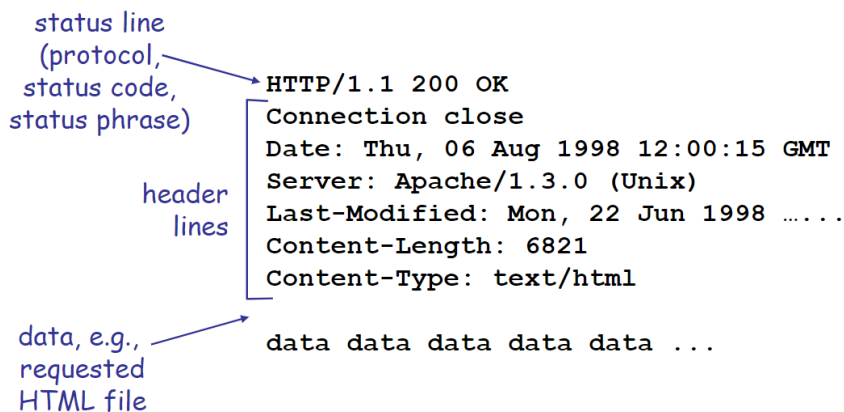 status line
(protocol,
status code,
status phrase)
HTTP/1.1 200 OK
Connection close
Date: Thu, 06 Aug 1998 12:00:15 GMT
Server: Apache/1.3.0 (Unix)
Last-Modified: Mon, 22 Jun 1998 …...
Content-Length: 6821
Content-Type: text/html
header
lines
data, e.g.,
requested
HTML file
data data data data data ...